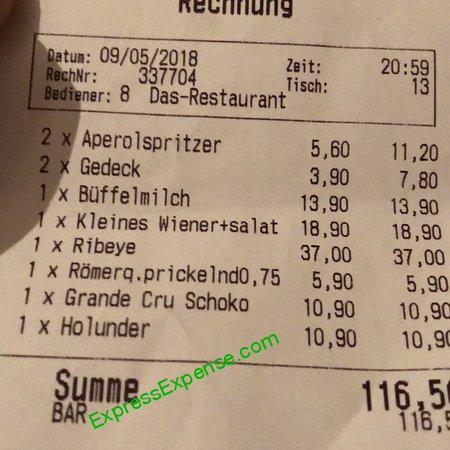 Rechnung
Datum: 09/05/2018 Zeit: 20:59
RechNr: 337704 Tisch: 13
Bediener: 8 Das-Restaurant
2 x Aperolspritzer 5,60 11,20
2 x Gedeck 3,90 7,80
1 x Büffelmilch 13,90 13,90
1 x Kleines Wiener+salat 18,90 18,90
1 x Ribeye 37,00 37,00
1 x Römerq.prickelnd0,75 5,90 5,90
1 x Grande Cru Schoko 10,90 10,90
1 x Holunder 10,90 10,90
Summe 116,50
BAR 116,5
ExpressExpense.com